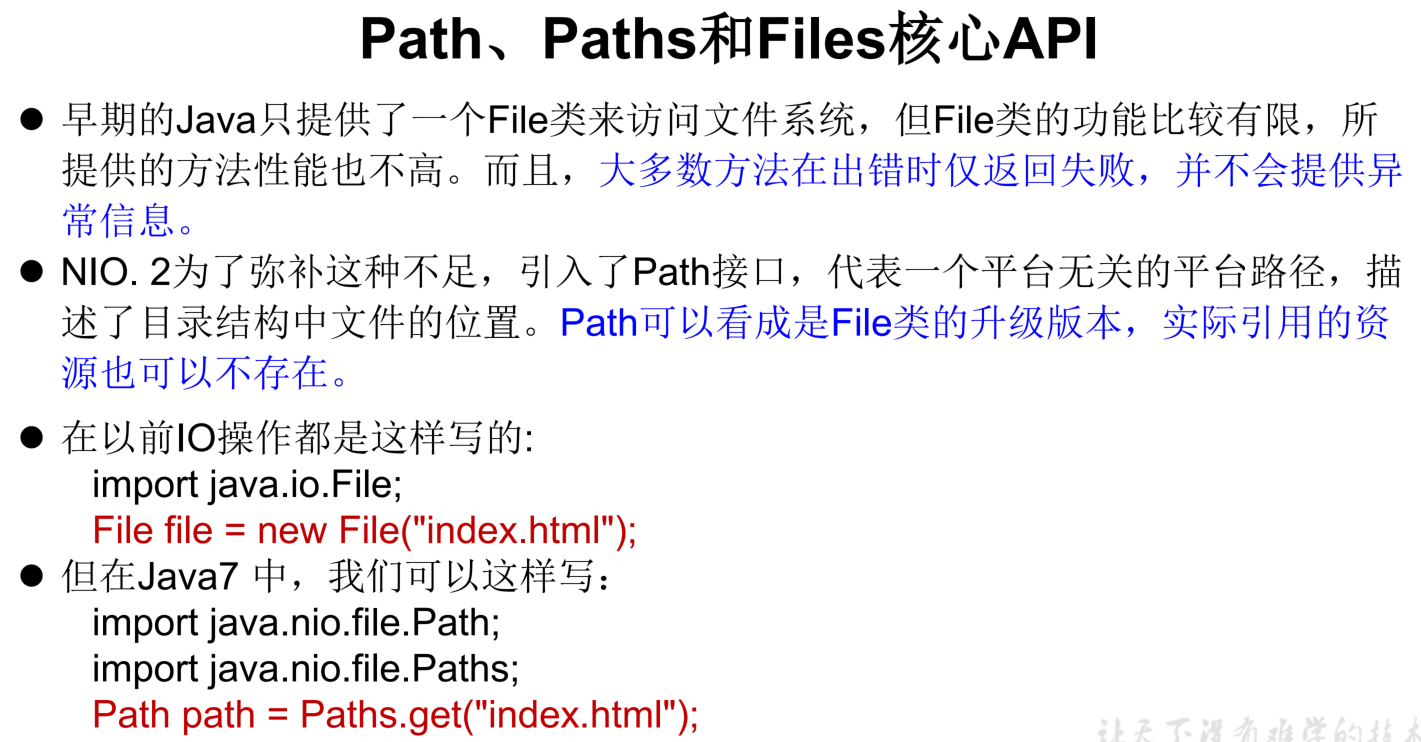 Path、Paths和Files核心API
● 早期的Java只提供了一个File类来访问文件系统，但File类的功能比较有限，所
提供的方法性能也不高。而且，大多数方法在出错时仅返回失败，并不会提供异
常信息。
● NIO. 2为了弥补这种不足，引入了Path接口，代表一个平台无关的平台路径，描
述了目录结构中文件的位置。Path可以看成是File类的升级版本，实际引用的资
源也可以不存在。
● 在以前IO操作都是这样写的:
import java.io.File;
File file = new File("index.html");
● 但在Java7 中，我们可以这样写：
import java.nio.file.Path;
import java.nio.file.Paths;
Path path = Paths.get("index.html");
让天下没有难学的技术